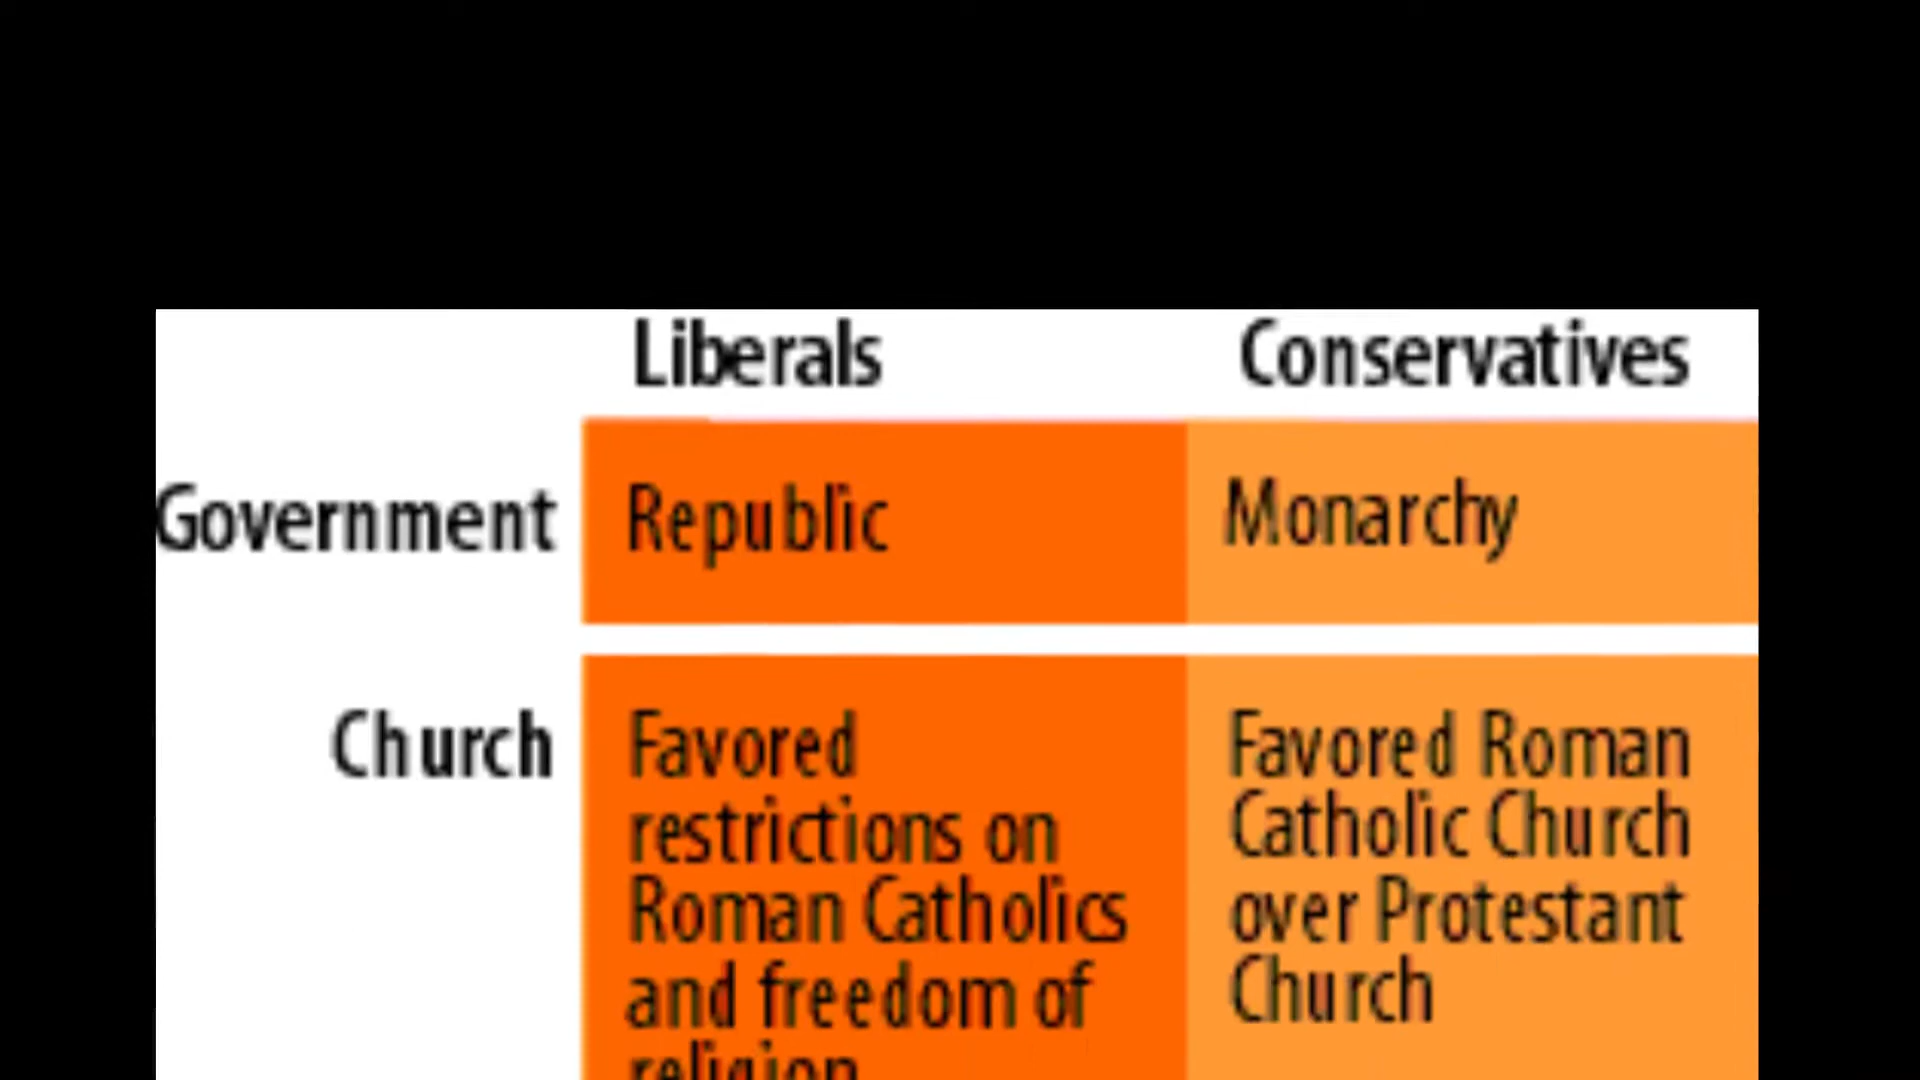 Liberals Conservatives
Government Republic Monarchy
Church Favored Favored Roman
restrictions on Catholic Church
Roman Catholics over Protestant
and freedom of Church
religion